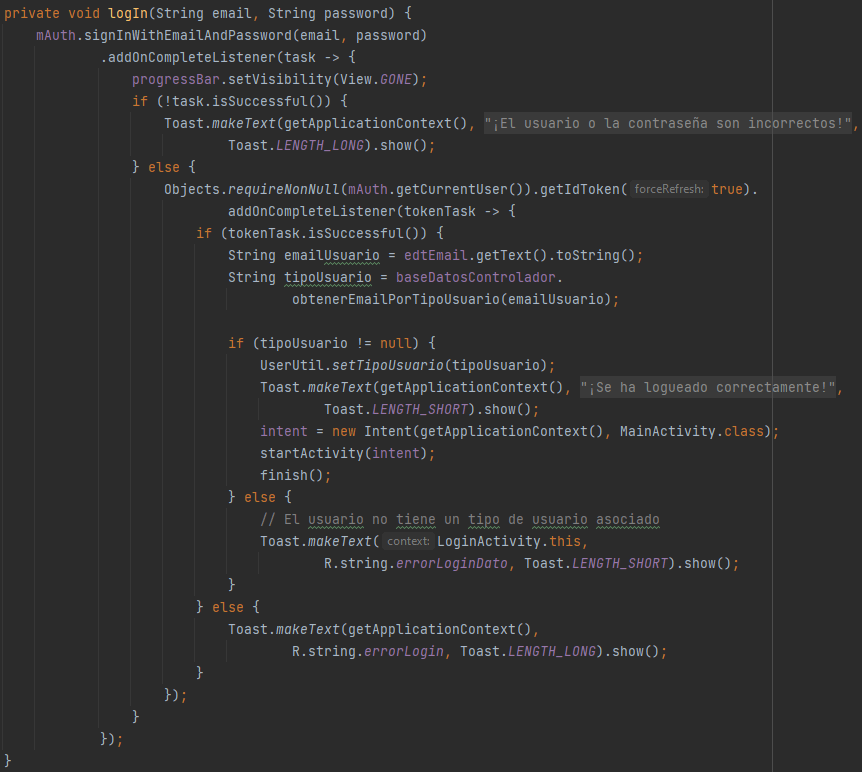 private void logIn(String email, String password) {
mAuth.signInWithEmailAndPassword(email, password)
.addOnCompleteListener(task -> {
progressBar.setVisibility(View.GONE);
if (!task.isSuccessful()) {
Toast.makeText(getApplicationContext(), "¡El usuario o la contraseña son incorrectos!",
Toast.LENGTH_LONG).show();
} else {
Objects.requireNonNull(mAuth.getCurrentUser()).getIdToken( forceRefresh: true).
addOnCompleteListener(tokenTask -> {
if (tokenTask.isSuccessful()) {
String emailUsuario = edtEmail.getText().toString();
String tipoUsuario = baseDatosControlador.
obtenerEmailPorTipoUsuario(emailUsuario);
if (tipoUsuario != null) {
UserUtil.setTipoUsuario(tipoUsuario);
Toast.makeText(getApplicationContext(), "¡Se ha logueado correctamente!",
Toast.LENGTH_SHORT).show();
intent = new Intent(getApplicationContext(), MainActivity.class);
startActivity(intent);
finish();
} else {
// El usuario no tiene un tipo de usuario asociado
Toast.makeText( context: LoginActivity.this,
R.string.errorLoginDato, Toast.LENGTH_SHORT).show();
}
} else {
Toast.makeText(getApplicationContext(),
R.string.errorLogin, Toast.LENGTH_LONG).show();
}
});
}
});
}